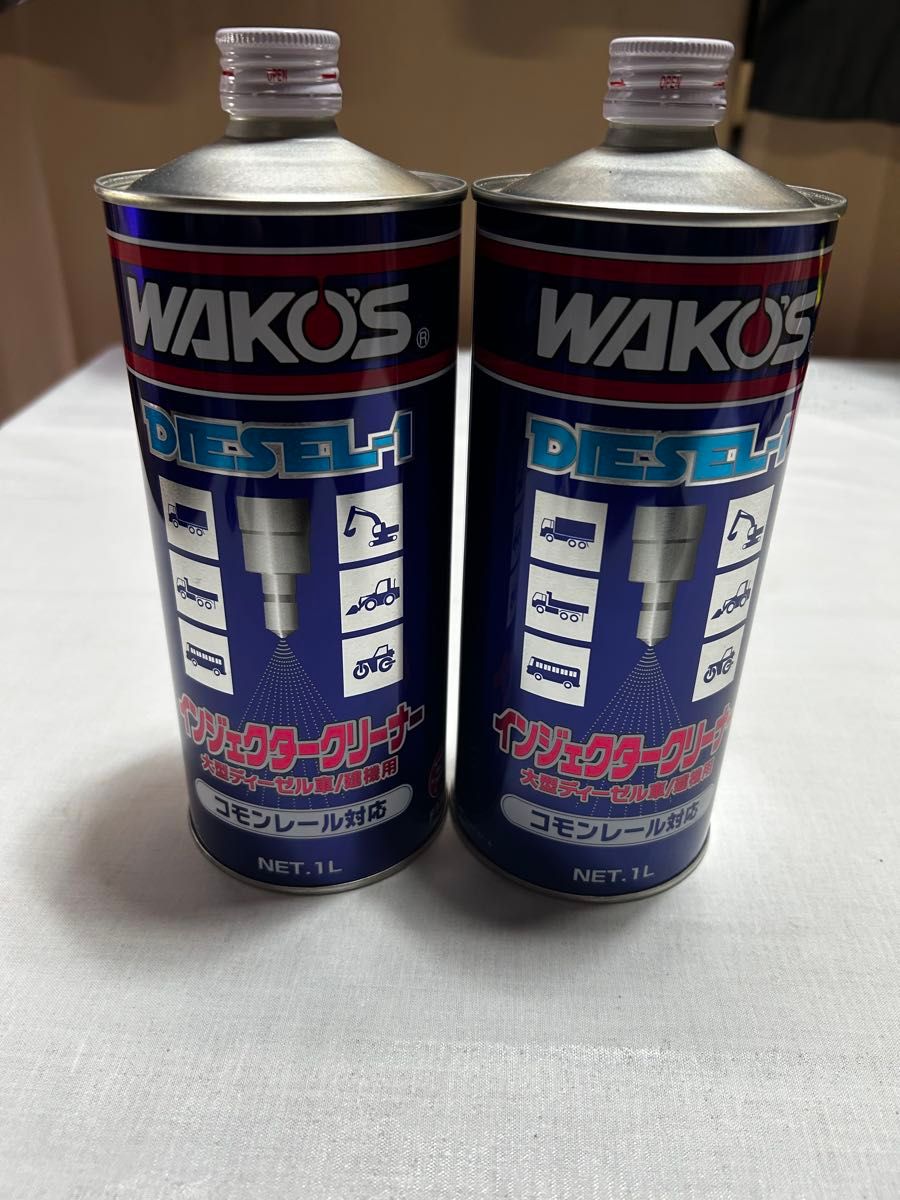 OPEN
WAKO'S®
DIESEL-1
インジェクタークリーナー
大型ディーゼル車/建機用
コモンレール対応
NET.1L
OPEN
WAKO'S
DIESEL-1
インジェクタークリーナ
大型ディーゼル車/建機用
コモンレール対応
NET.1L